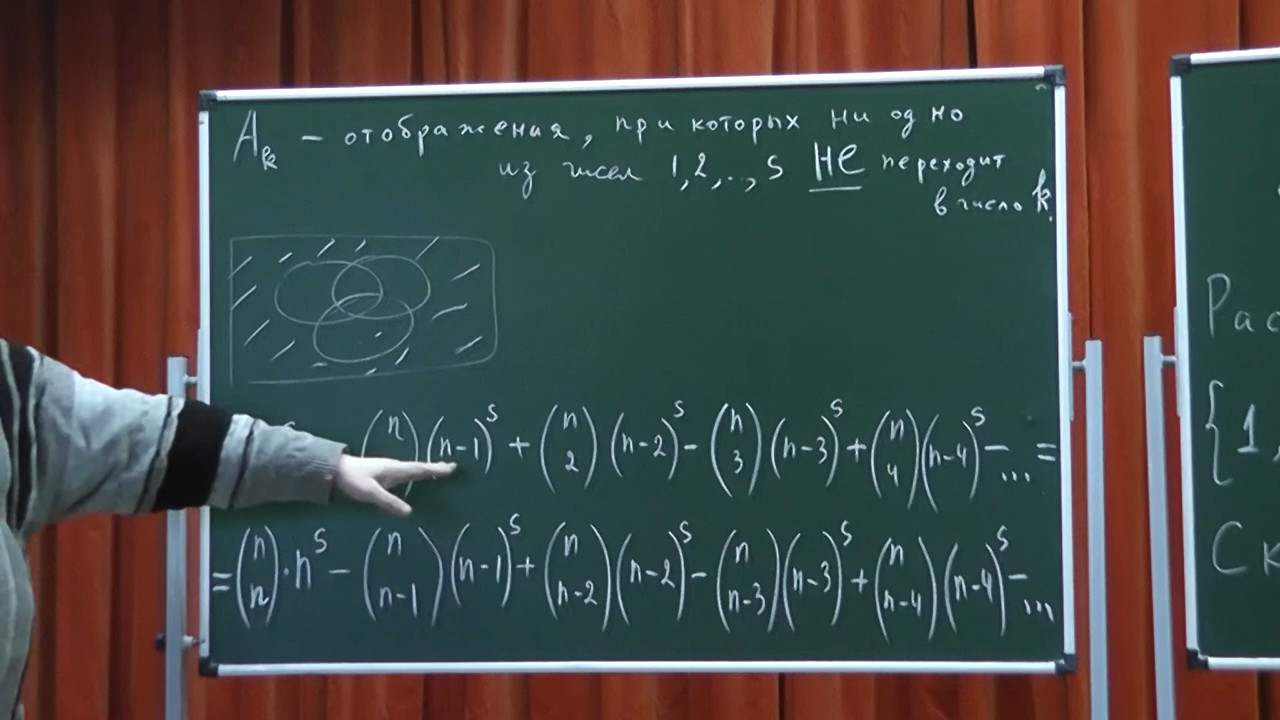 A_k – отображения, при которых ни одно
из чисел 1,2,..,s НЕ переходит
в число k.
s (n) (n-1)^s + (n 2) (n-2)^s - (n 3) (n-3)^s + (n 4) (n-4)^s - ... =
= (n n) · n^s - (n n-1) (n-1)^s + (n n-2) (n-2)^s - (n n-3) (n-3)^s + (n n-4) (n-4)^s - ...
Рас
{1,
Ск